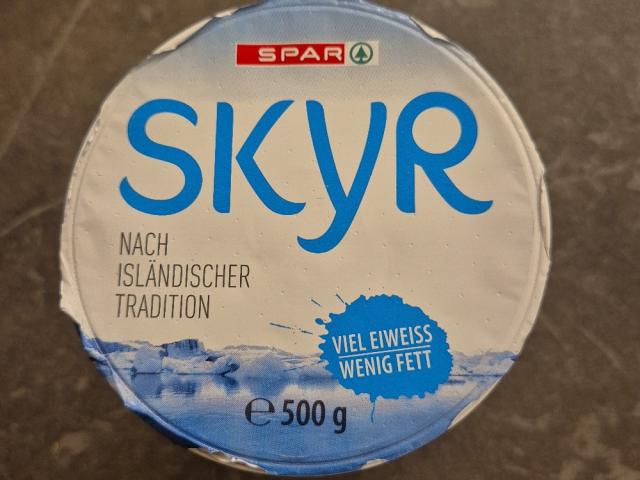 SPAR
SKYR
NACH
ISLÄNDISCHER
TRADITION
VIEL EIWEISS
WENIG FETT
℮ 500 g